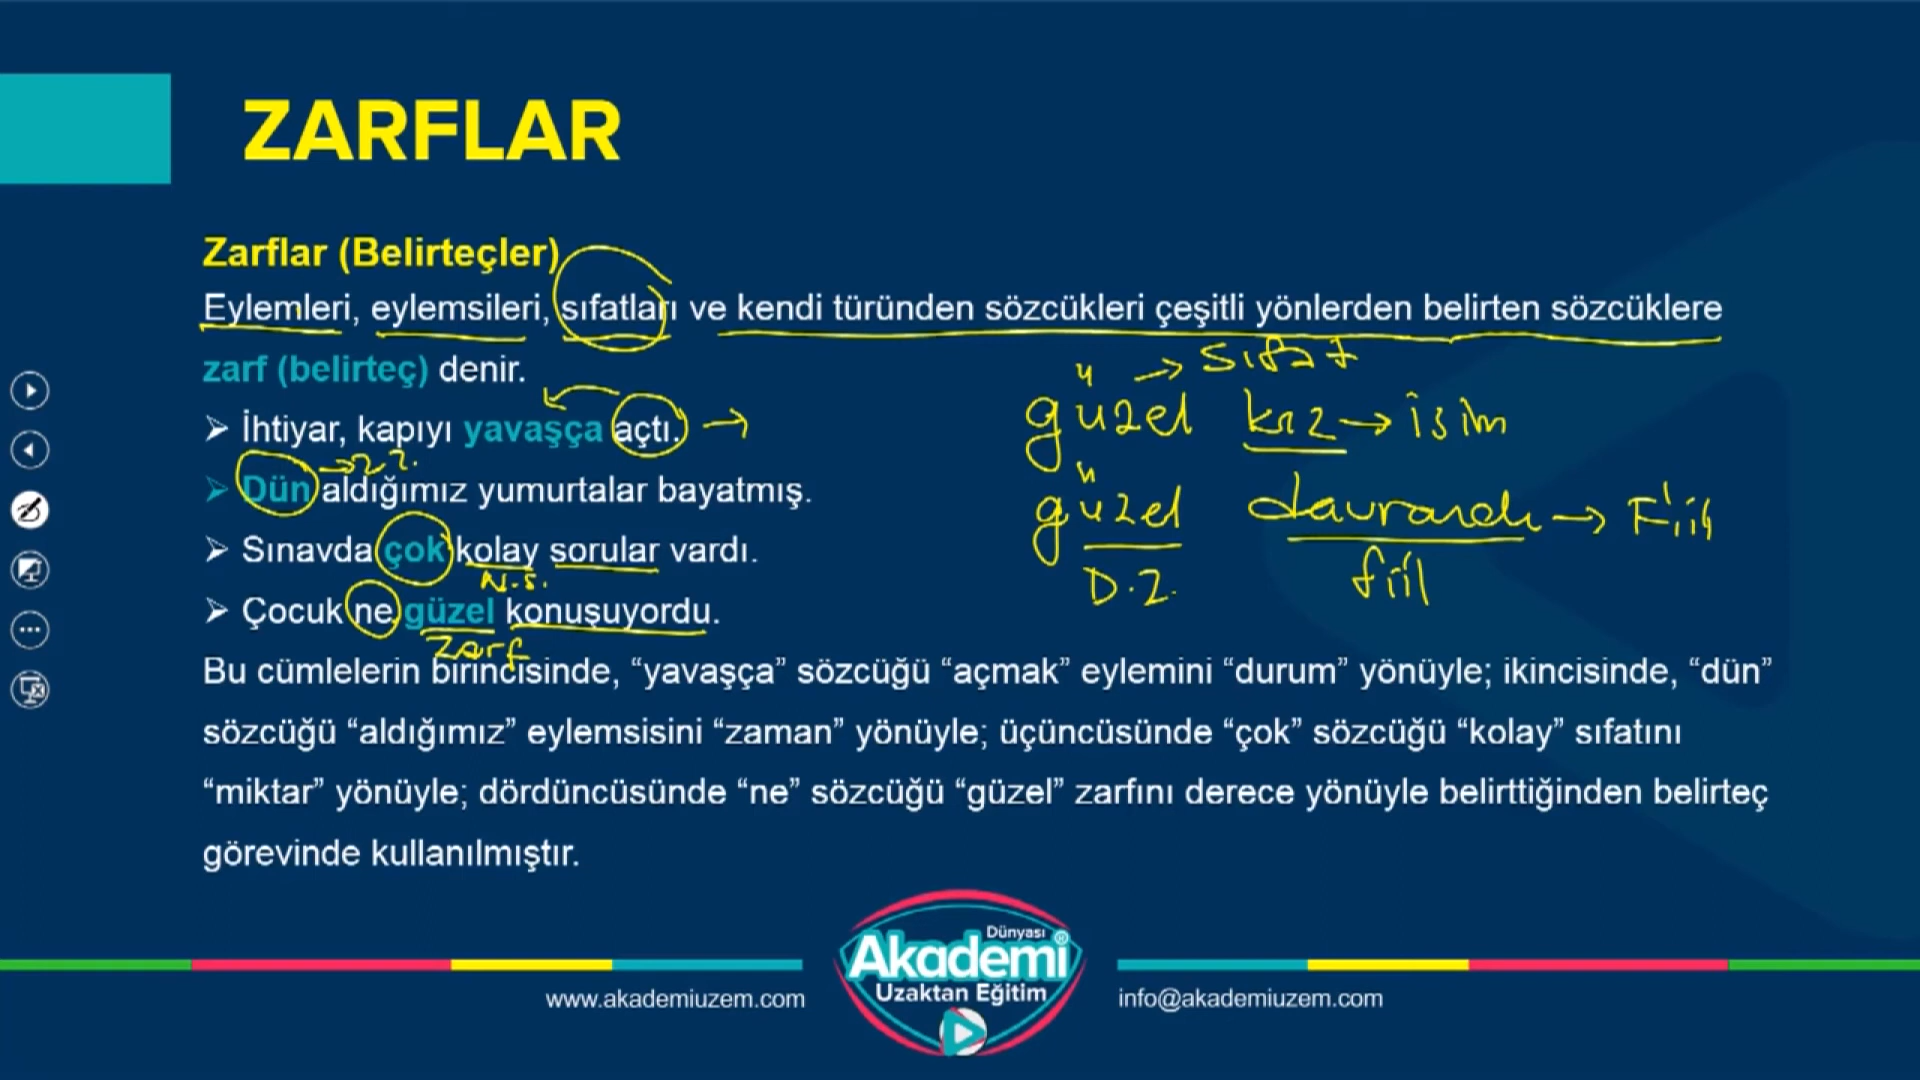 ZARFLAR
Zarflar (Belirteçler)
Eylemleri, eylemsileri, sıfatları ve kendi türünden sözcükleri çeşitli yönlerden belirten sözcüklere
→ Sıfat
zarf (belirteç) denir.
güzel kız → isim
➢ İhtiyar, kapıyı yavaşça açtı. →
→ z.z.
➢ Dün aldığımız yumurtalar bayatmış.
güzel davrandı → Fiil
➢ Sınavda çok kolay sorular vardı.
N.S.
D.Z. fiil
➢ Çocuk ne güzel konuşuyordu.
zarf
Bu cümlelerin birincisinde, “yavaşça” sözcüğü “açmak” eylemini “durum” yönüyle; ikincisinde, “dün”
sözcüğü “aldığımız” eylemsisini “zaman” yönüyle; üçüncüsünde “çok” sözcüğü “kolay” sıfatını
“miktar” yönüyle; dördüncüsünde “ne” sözcüğü “güzel” zarfını derece yönüyle belirttiğinden belirteç
görevinde kullanılmıştır.
Dünyası
Akademi®
Uzaktan Eğitim
www.akademiuzem.com
info@akademiuzem.com